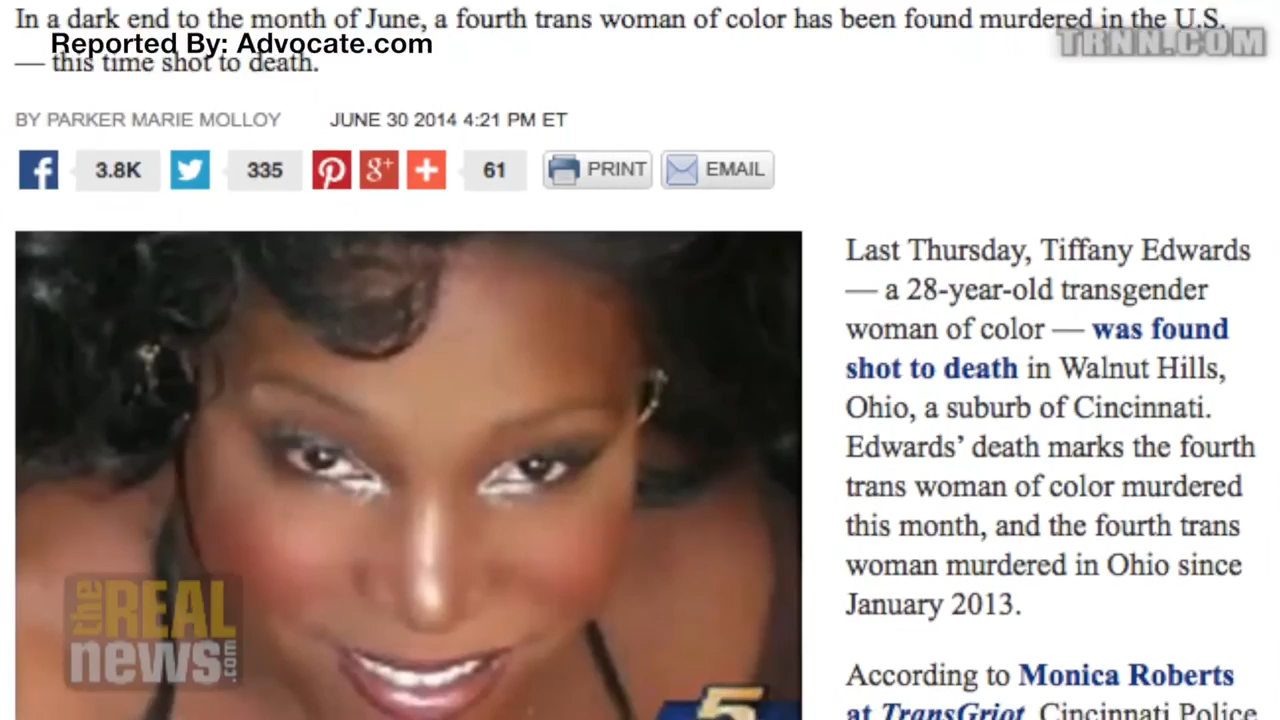 In a dark end to the month of June, a fourth trans woman of color has been found murdered in the U.S.
Reported By: Advocate.com
TRNN.COM
— this time shot to death.
BY PARKER MARIE MOLLOY JUNE 30 2014 4:21 PM ET
f 3.8K 335 g+ + 61 PRINT EMAIL
Last Thursday, Tiffany Edwards
— a 28-year-old transgender
woman of color — was found
shot to death in Walnut Hills,
Ohio, a suburb of Cincinnati.
Edwards’ death marks the fourth
trans woman of color murdered
this month, and the fourth trans
woman murdered in Ohio since
January 2013.
According to Monica Roberts
at TransGriot, Cincinnati Police
the REAL
news.com
5